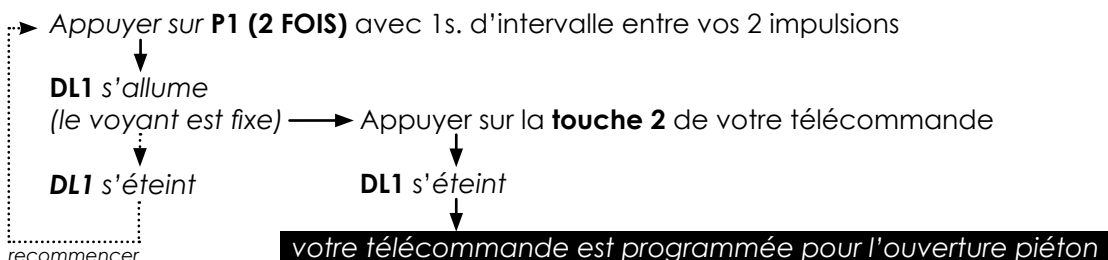 Appuyer sur P1 (2 FOIS) avec 1s. d’intervalle entre vos 2 impulsions
DL1 s’allume
(le voyant est fixe) Appuyer sur la touche 2 de votre télécommande
DL1 s’éteint DL1 s’éteint
recommencer votre télécommande est programmée pour l’ouverture piéton